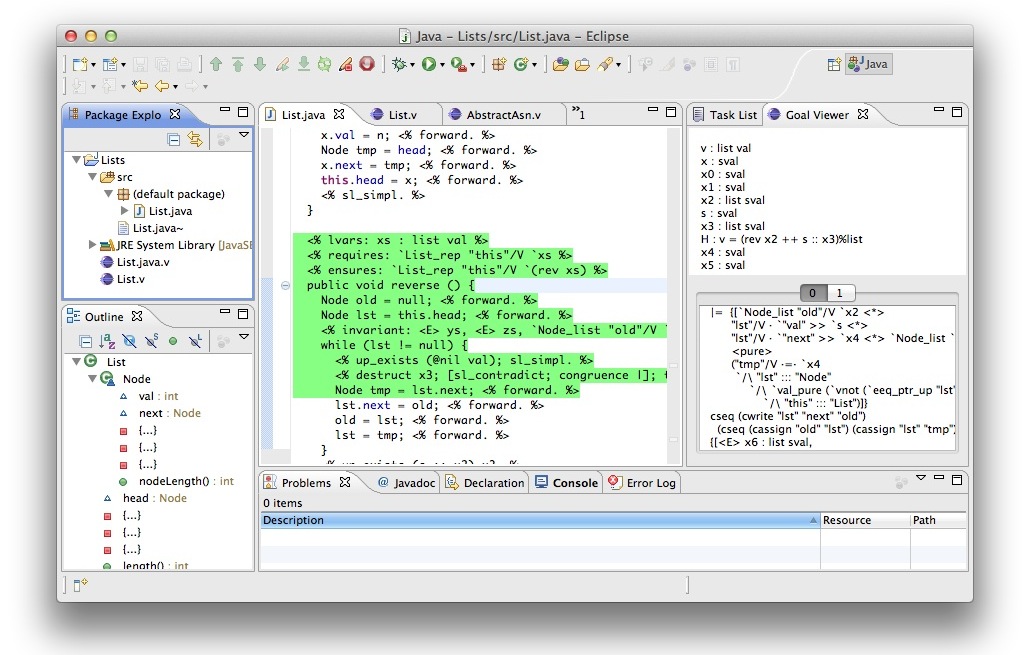 Java – Lists/src/List.java – Eclipse
Java
Package Explo
Lists
src
(default package)
List.java
List.java~
JRE System Library [JavaSE
List.java.v
List.v
Outline
List
Node
val : int
next : Node
{...}
{...}
{...}
nodeLength() : int
head : Node
{...}
{...}
{...}
length() : int
List.java
List.v
AbstractAsn.v
»1
x.val = n; <% forward. %>
Node tmp = head; <% forward. %>
x.next = tmp; <% forward. %>
this.head = x; <% forward. %>
<% sl_simpl. %>
}
<% lvars: xs : list val %>
<% requires: `List_rep "this"/V `xs %>
<% ensures: `List_rep "this"/V `(rev xs) %>
public void reverse () {
Node old = null; <% forward. %>
Node lst = this.head; <% forward. %>
<% invariant: <E> ys, <E> zs, `Node_list "old"/V `
while (lst != null) {
<% up_exists (@nil val); sl_simpl. %>
<% destruct x3; [sl_contradict; congruence |]; {
Node tmp = lst.next; <% forward. %>
lst.next = old; <% forward. %>
old = lst; <% forward. %>
lst = tmp; <% forward. %>
}
Task List
Goal Viewer
v : list val
x : sval
x0 : sval
x1 : sval
x2 : list sval
s : sval
x3 : list sval
H : v = (rev x2 ++ s :: x3)%list
x4 : sval
x5 : sval
0 1
|= {[`Node_list "old"/V `x2 <*>
"lst"/V · `"val" >> `s <*>
"lst"/V · `"next" >> `x4 <*> `Node_list `
<pure>
("tmp"/V ·=· `x4
`/\ "lst" ::: "Node"
`/\ `val_pure (`vnot (`eeq_ptr_up "lst"
`/\ "this" ::: "List")]}
cseq (cwrite "lst" "next" "old")
(cseq (cassign "old" "lst") (cassign "lst" "tmp")
{[<E> x6 : list sval,
Problems
Javadoc
Declaration
Console
Error Log
0 items
Description
Resource
Path